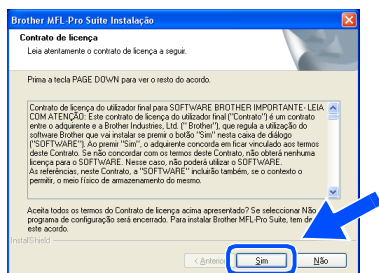 Brother MFL-Pro Suite Instalação
Contrato de licença
Leia atentamente o contrato de licença a seguir.
Prima a tecla PAGE DOWN para ver o resto do acordo.
Contrato de licença do utilizador final para SOFTWARE BROTHER IMPORTANTE- LEIA
COM ATENÇÃO: Este contrato de licença do utilizador final ("Contrato") é um contrato
entre o adquirente e a Brother Industries, Ltd. ("Brother"), que regula a utilização do
software Brother que vai instalar se premir o botão "Sim" nesta caixa de diálogo
("SOFTWARE"). Ao premir "Sim", o adquirente concorda em ficar vinculado aos termos
deste Contrato. Se não concordar com os termos deste Contrato, não obterá nenhuma
licença para o SOFTWARE. Nesse caso, não poderá utilizar o SOFTWARE.
As referências, neste Contrato, a "SOFTWARE" incluirão também, se o contexto o
permitir, o meio físico de armazenamento do mesmo.
Aceita todos os termos do Contrato de licença acima apresentado? Se seleccionar Não
programa de configuração será encerrado. Para instalar Brother MFL-Pro Suite, tem de
este acordo.
InstallShield
< Anterior
Sim
Não